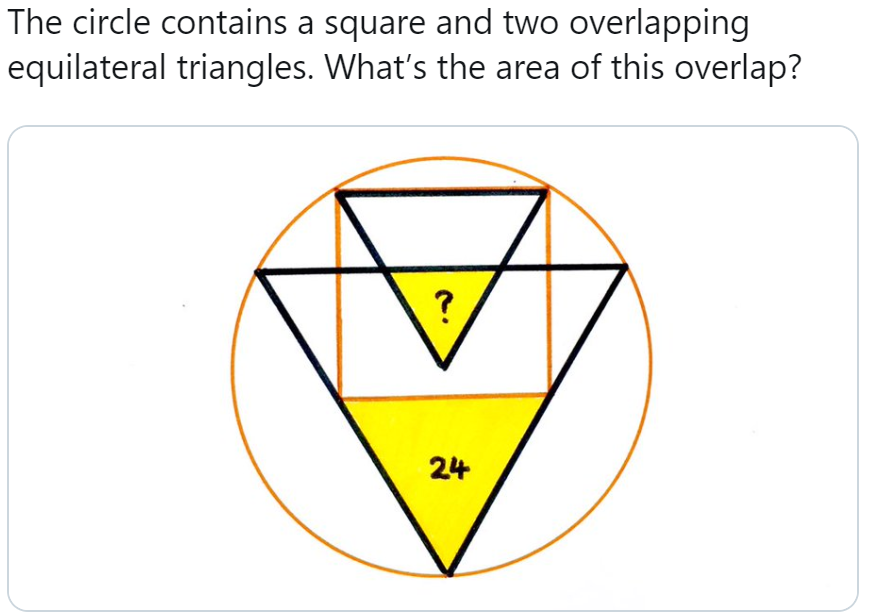 The circle contains a square and two overlapping
equilateral triangles. What’s the area of this overlap?
?
24